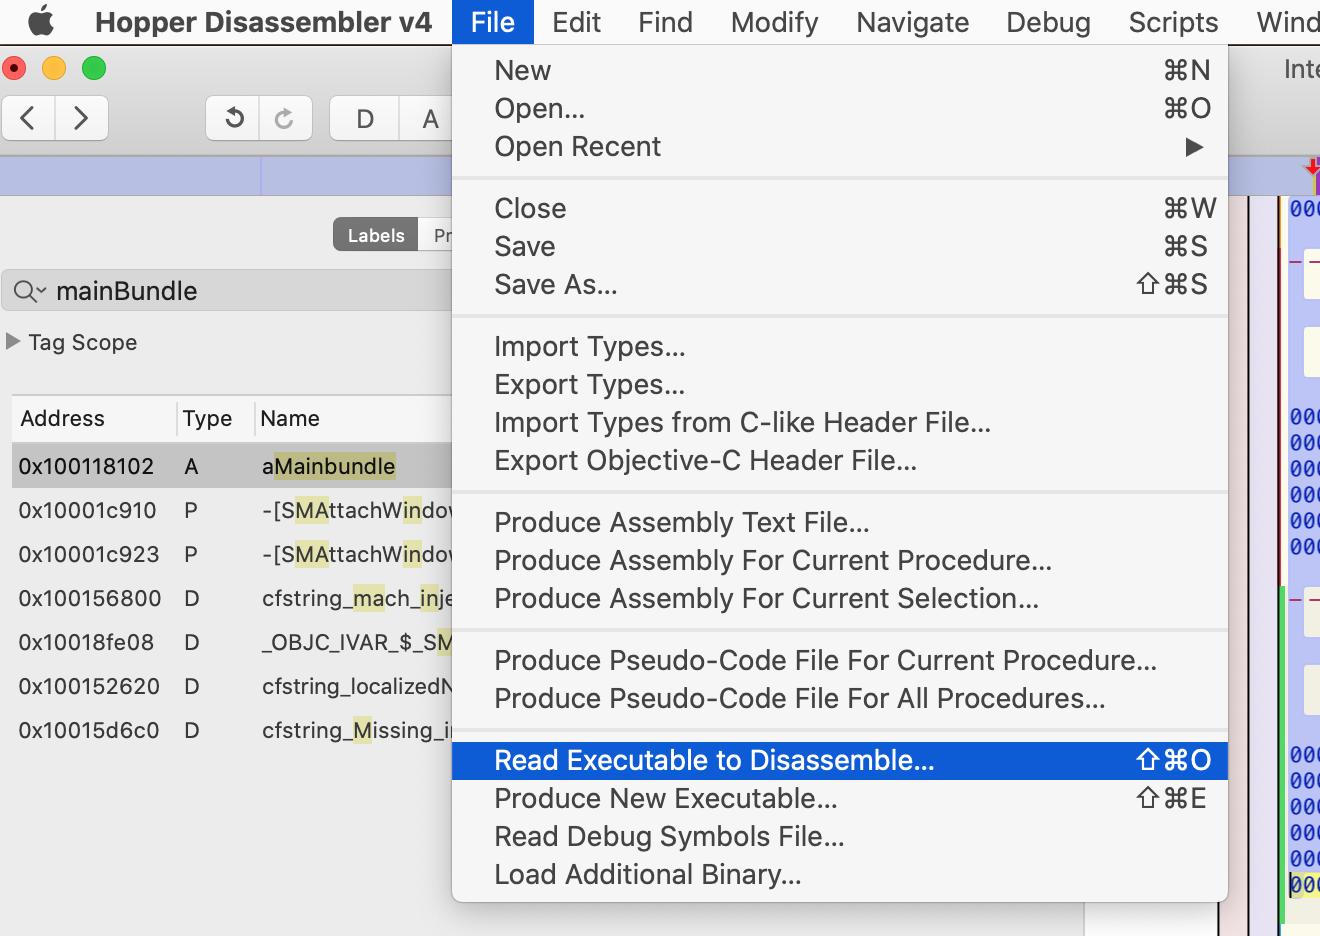 Hopper Disassembler v4 File Edit Find Modify Navigate Debug Scripts Wind
Inte
D A
New ⌘N
Open... ⌘O
Open Recent ▶
Close ⌘W
Save ⌘S
Save As... ⇧⌘S
Import Types...
Export Types...
Import Types from C-like Header File...
Export Objective-C Header File...
Produce Assembly Text File...
Produce Assembly For Current Procedure...
Produce Assembly For Current Selection...
Produce Pseudo-Code File For Current Procedure...
Produce Pseudo-Code File For All Procedures...
Read Executable to Disassemble... ⇧⌘O
Produce New Executable... ⇧⌘E
Read Debug Symbols File...
Load Additional Binary...
Labels Pr
mainBundle
Tag Scope
Address Type Name
0x100118102 A aMainbundle
0x10001c910 P -[SMAttachWindow
0x10001c923 P -[SMAttachWindow
0x100156800 D cfstring_mach_inje
0x10018fe08 D _OBJC_IVAR_$_SM
0x100152620 D cfstring_localizedN
0x10015d6c0 D cfstring_Missing_i
000
000
000
000
000
000
000
000
000
000
000
000
000